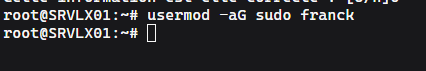 root@SRVLX01:~# usermod -aG sudo franck
root@SRVLX01:~#